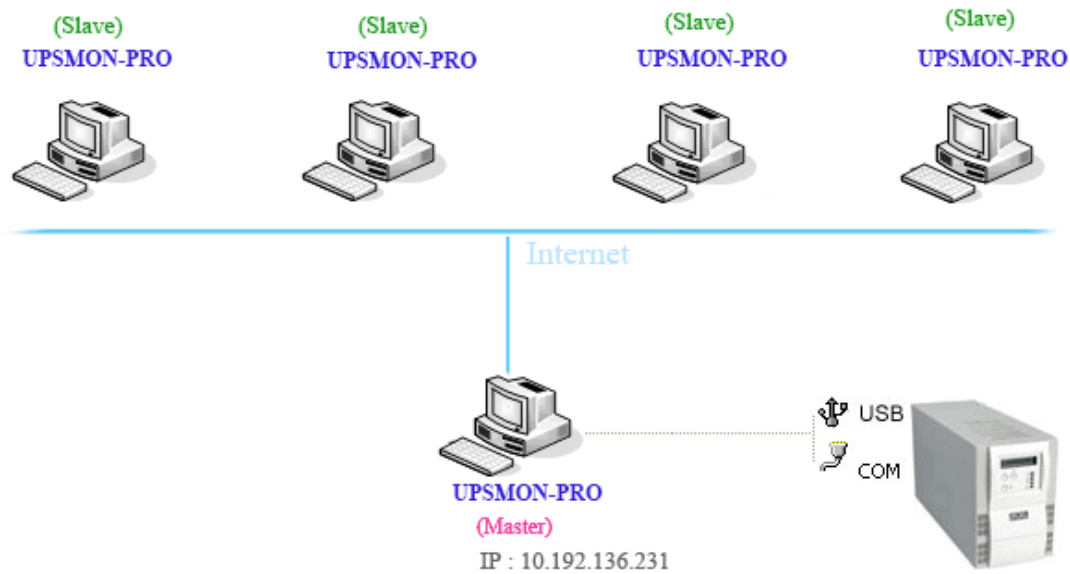 (Slave)
UPSMON-PRO
(Slave)
UPSMON-PRO
(Slave)
UPSMON-PRO
(Slave)
UPSMON-PRO
Internet
USB
COM
UPSMON-PRO
(Master)
IP : 10.192.136.231